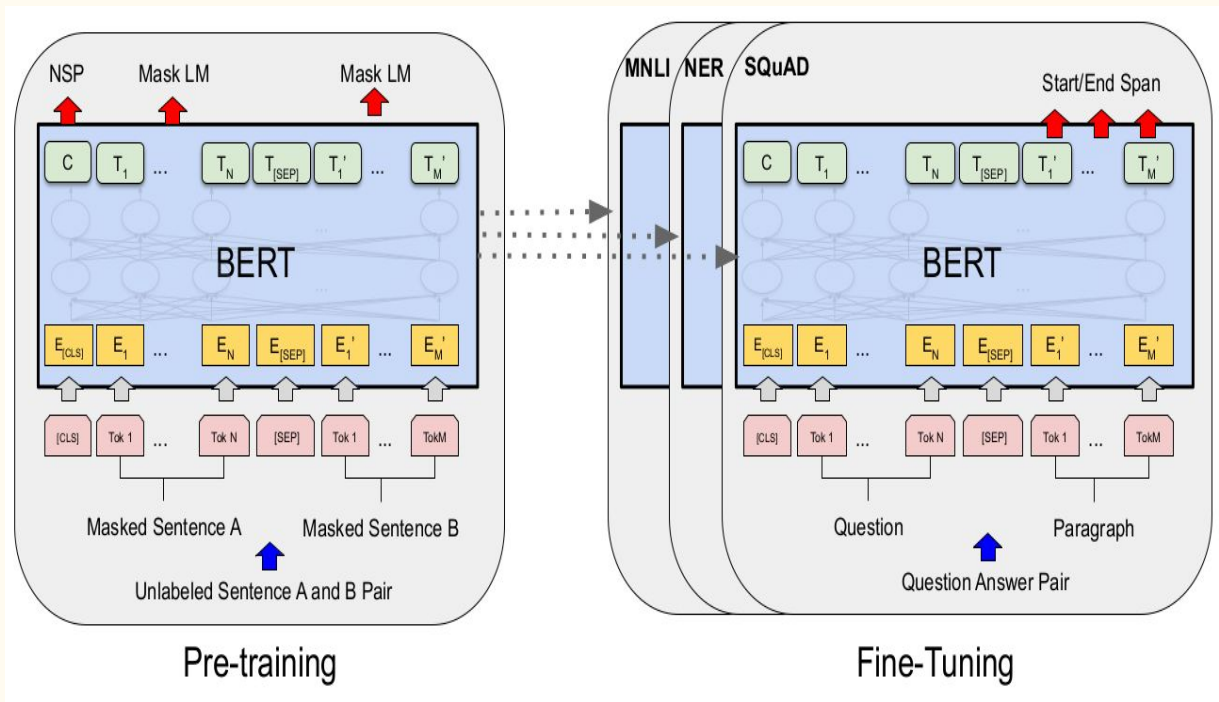 NSP Mask LM Mask LM
C T1 ... TN T[SEP] T1' ... TM'
...
BERT
...
E[CLS] E1 ... EN E[SEP] E1' ... EM'
[CLS] Tok 1 ... Tok N [SEP] Tok 1 ... TokM
Masked Sentence A Masked Sentence B
Unlabeled Sentence A and B Pair
Pre-training
MNLI NER SQuAD
Start/End Span
C T1 ... TN T[SEP] T1' ... TM'
...
BERT
...
E[CLS] E1 ... EN E[SEP] E1' ... EM'
[CLS] Tok 1 ... Tok N [SEP] Tok 1 ... TokM
Question Paragraph
Question Answer Pair
Fine-Tuning